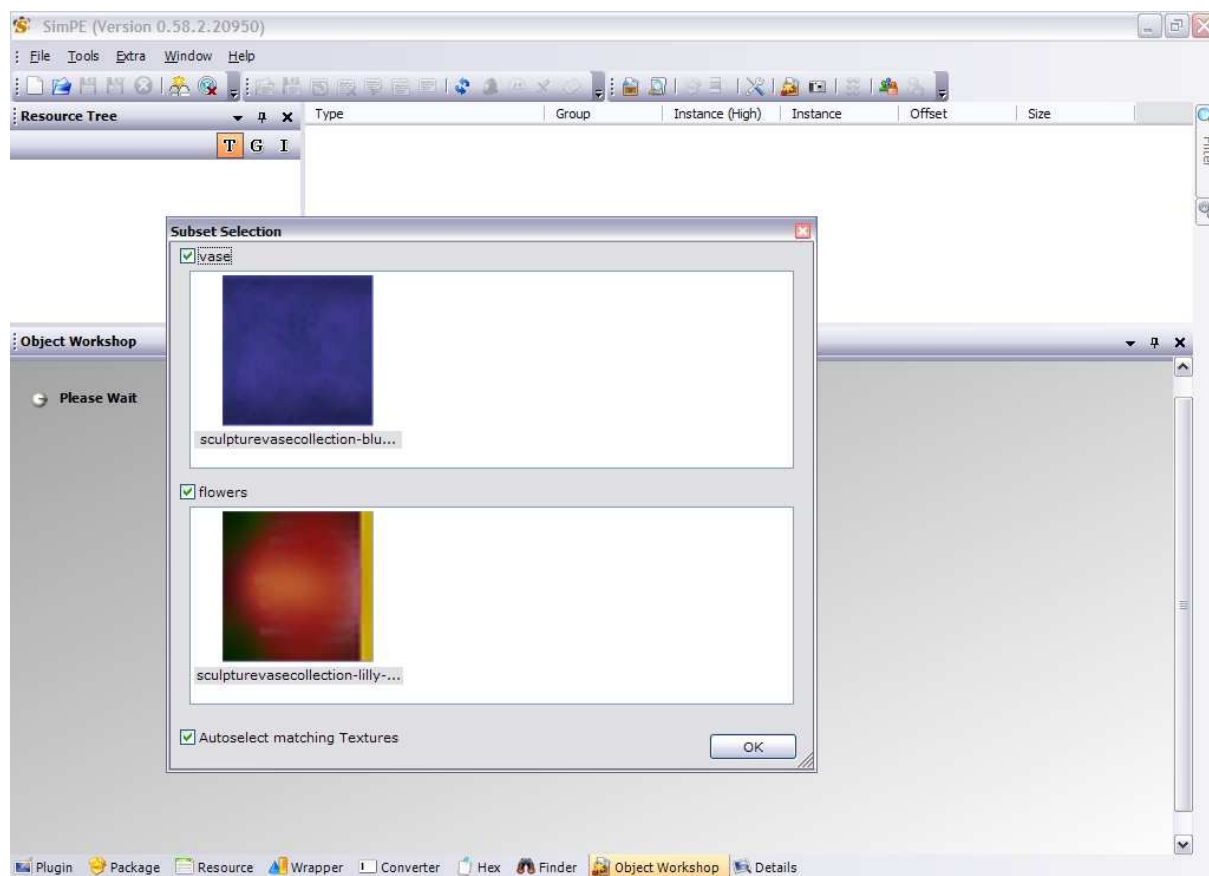 SimPE (Version 0.58.2.20950)
File Tools Extra Window Help
Resource Tree
Type Group Instance (High) Instance Offset Size
T G I
Filter
Subset Selection
vase
sculpturevasecollection-blu...
Object Workshop
Please Wait
flowers
sculpturevasecollection-lilly-...
Autoselect matching Textures
OK
Plugin Package Resource Wrapper Converter Hex Finder Object Workshop Details